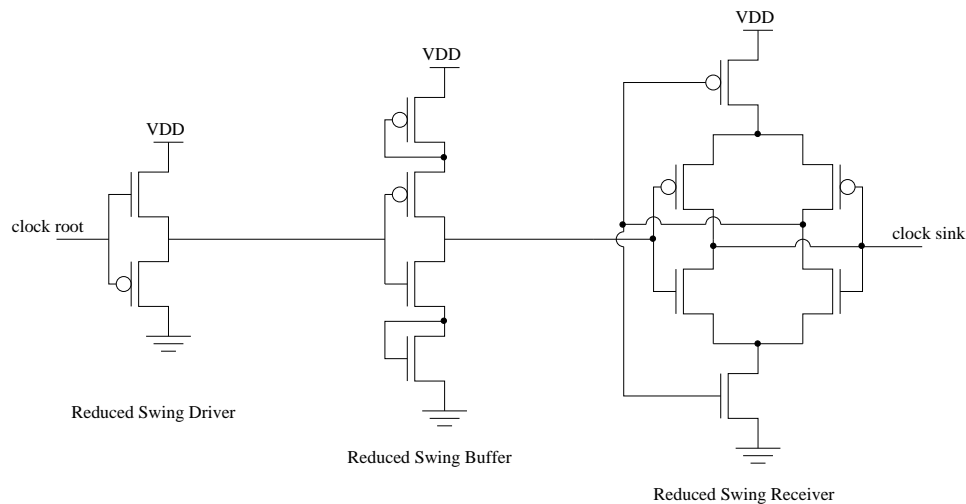 VDD
VDD
VDD
clock root
clock sink
Reduced Swing Driver
Reduced Swing Buffer
Reduced Swing Receiver